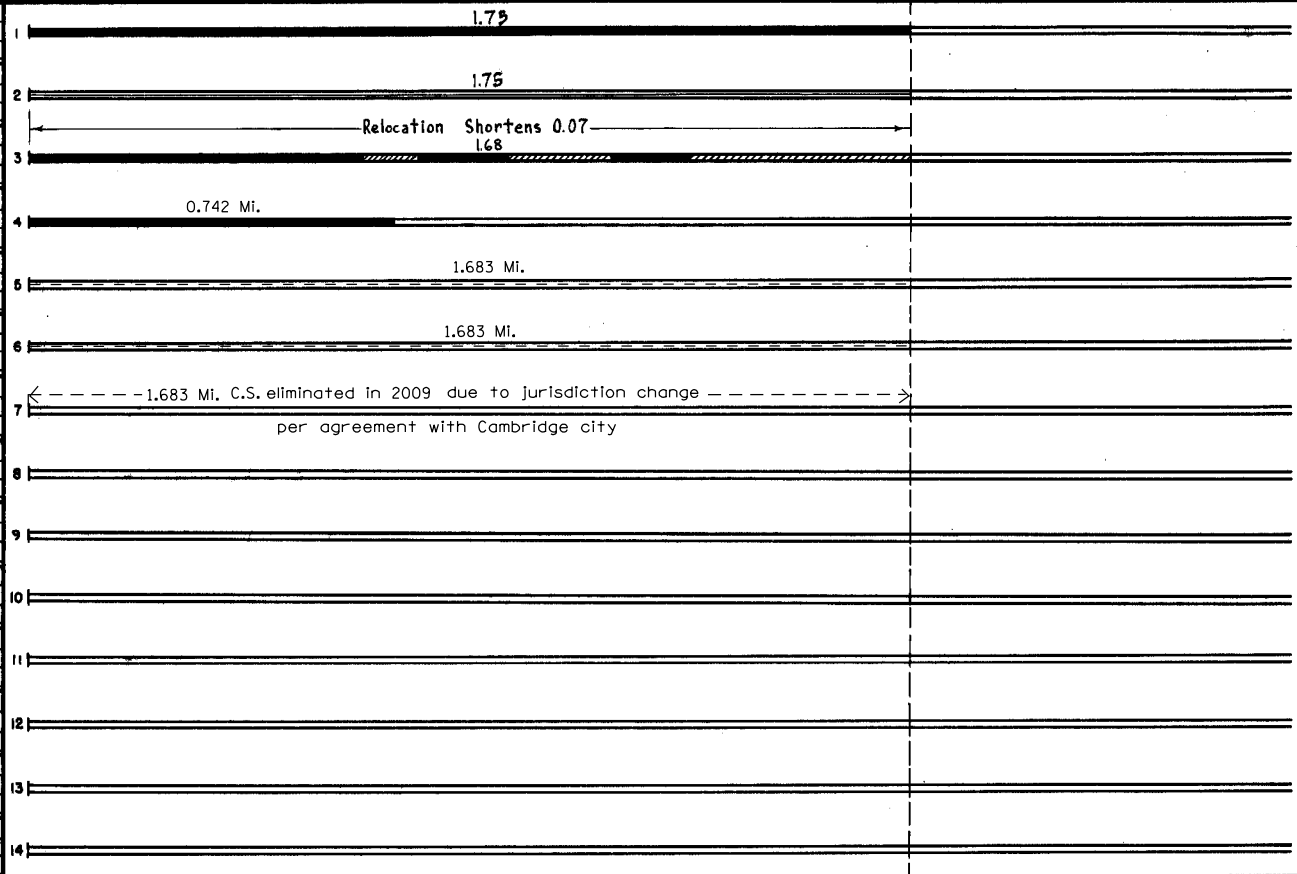 1.75
1
1.75
2
Relocation Shortens 0.07
1.68
3
0.742 Mi.
4
1.683 Mi.
5
1.683 Mi.
6
1.683 Mi. C.S. eliminated in 2009 due to jurisdiction change
7
per agreement with Cambridge city
8
9
10
11
12
13
14